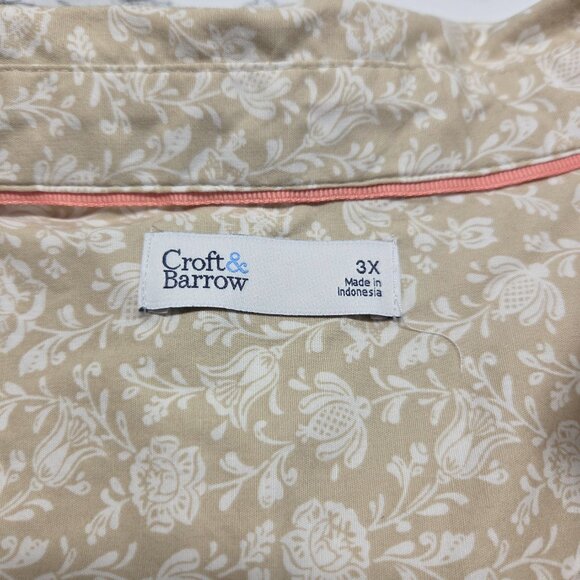 Croft&
Barrow
3X
Made in
Indonesia